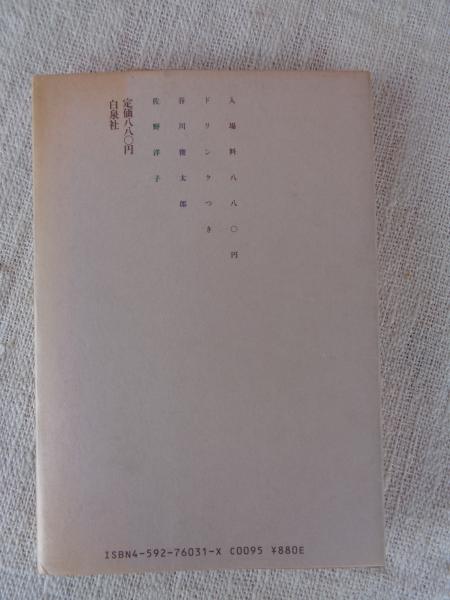 入場料八八〇円
ドリンクつき
谷川俊太郎
佐野洋子
定価八八〇円
白泉社
ISBN4-592-76031-X C0095 ¥880E